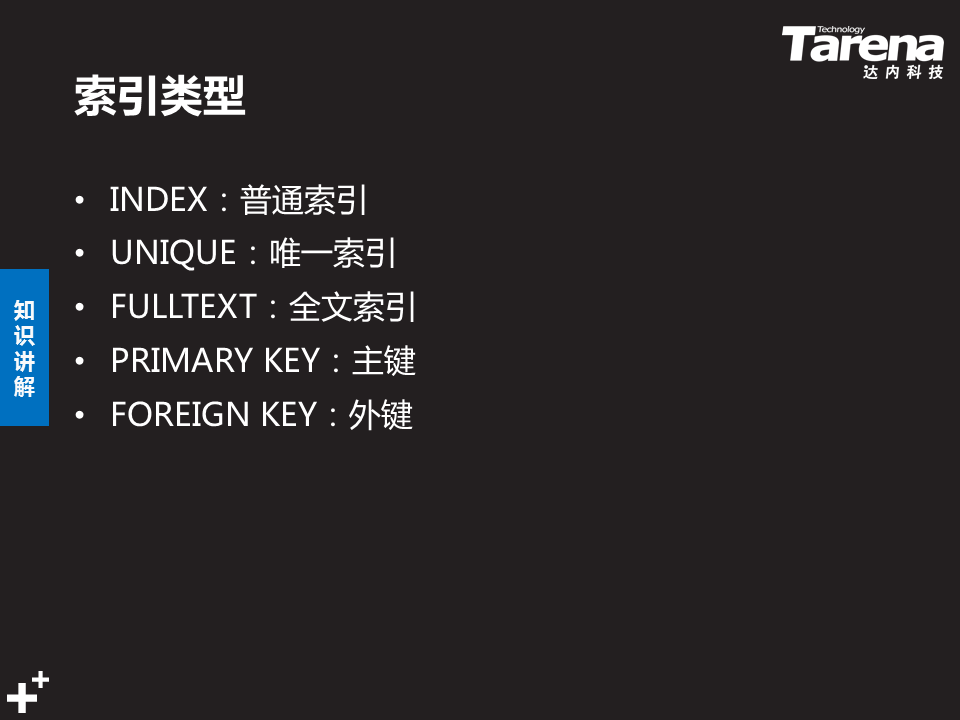 Technology
Tarena
达内科技
索引类型
• INDEX：普通索引
• UNIQUE：唯一索引
• FULLTEXT：全文索引
• PRIMARY KEY：主键
• FOREIGN KEY：外键
知
识
讲
解